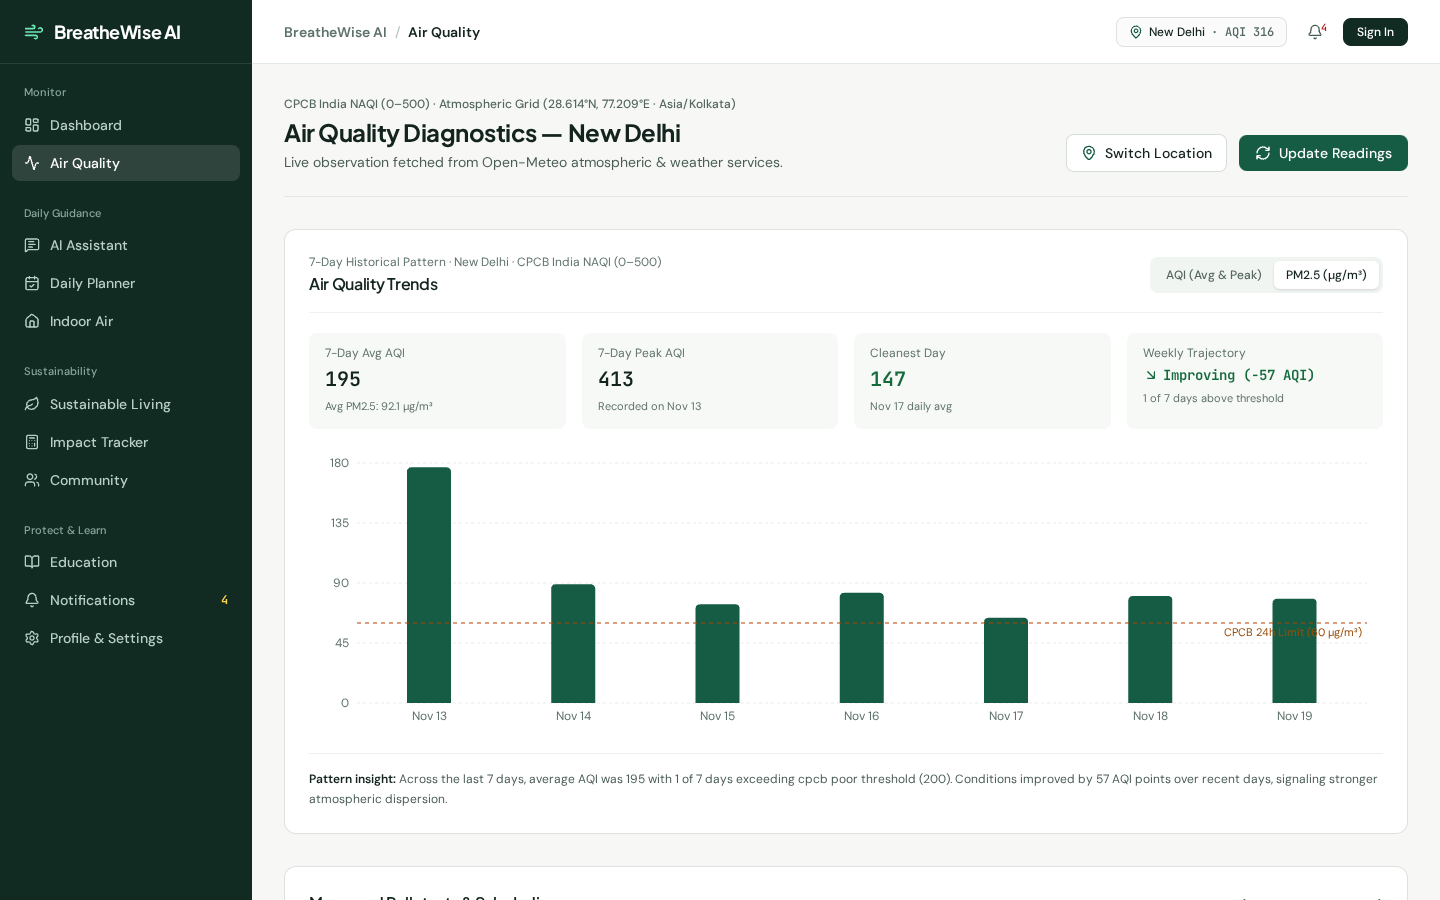 BreatheWise AI
Monitor
Dashboard
Air Quality
Daily Guidance
AI Assistant
Daily Planner
Indoor Air
Sustainability
Sustainable Living
Impact Tracker
Community
Protect & Learn
Education
Notifications 4
Profile & Settings
BreatheWise AI / Air Quality
New Delhi · AQI 316
4
Sign In
CPCB India NAQI (0–500) · Atmospheric Grid (28.614°N, 77.209°E · Asia/Kolkata)
Air Quality Diagnostics — New Delhi
Live observation fetched from Open-Meteo atmospheric & weather services.
Switch Location
Update Readings
7-Day Historical Pattern · New Delhi · CPCB India NAQI (0–500)
Air Quality Trends
AQI (Avg & Peak)
PM2.5 (µg/m³)
7-Day Avg AQI
195
Avg PM2.5: 92.1 µg/m³
7-Day Peak AQI
413
Recorded on Nov 13
Cleanest Day
147
Nov 17 daily avg
Weekly Trajectory
Improving (-57 AQI)
1 of 7 days above threshold
180
135
90
45
0
CPCB 24h Limit (60 µg/m³)
Nov 13
Nov 14
Nov 15
Nov 16
Nov 17
Nov 18
Nov 19
Pattern insight: Across the last 7 days, average AQI was 195 with 1 of 7 days exceeding cpcb poor threshold (200). Conditions improved by 57 AQI points over recent days, signaling stronger
atmospheric dispersion.